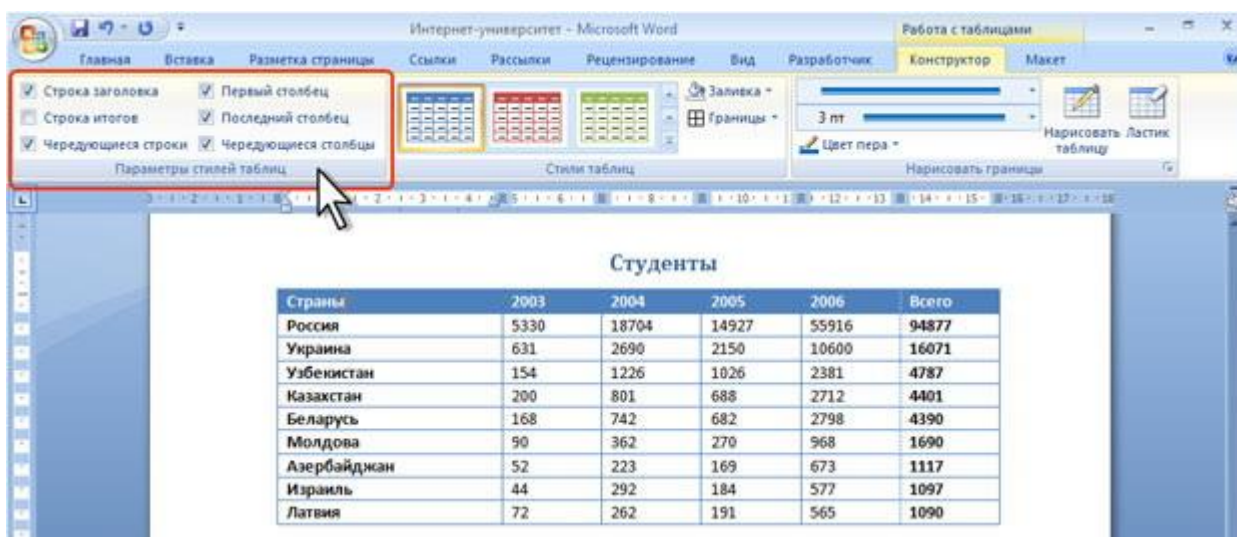 Интернет-университет - Microsoft Word Работа с таблицами
Главная Вставка Разметка страницы Ссылки Рассылки Рецензирование Вид Разработчик Конструктор Макет
Строка заголовка Первый столбец
Строка итогов Последний столбец
Чередующиеся строки Чередующиеся столбцы
Параметры стилей таблиц
Заливка
Границы
Стили таблиц
3 пт
Цвет пера
Нарисовать таблицу
Ластик
Нарисовать границы
Студенты
Страны 2003 2004 2005 2006 Всего
Россия 5330 18704 14927 55916 94877
Украина 631 2690 2150 10600 16071
Узбекистан 154 1226 1026 2381 4787
Казахстан 200 801 688 2712 4401
Беларусь 168 742 682 2798 4390
Молдова 90 362 270 968 1690
Азербайджан 52 223 169 673 1117
Израиль 44 292 184 577 1097
Латвия 72 262 191 565 1090